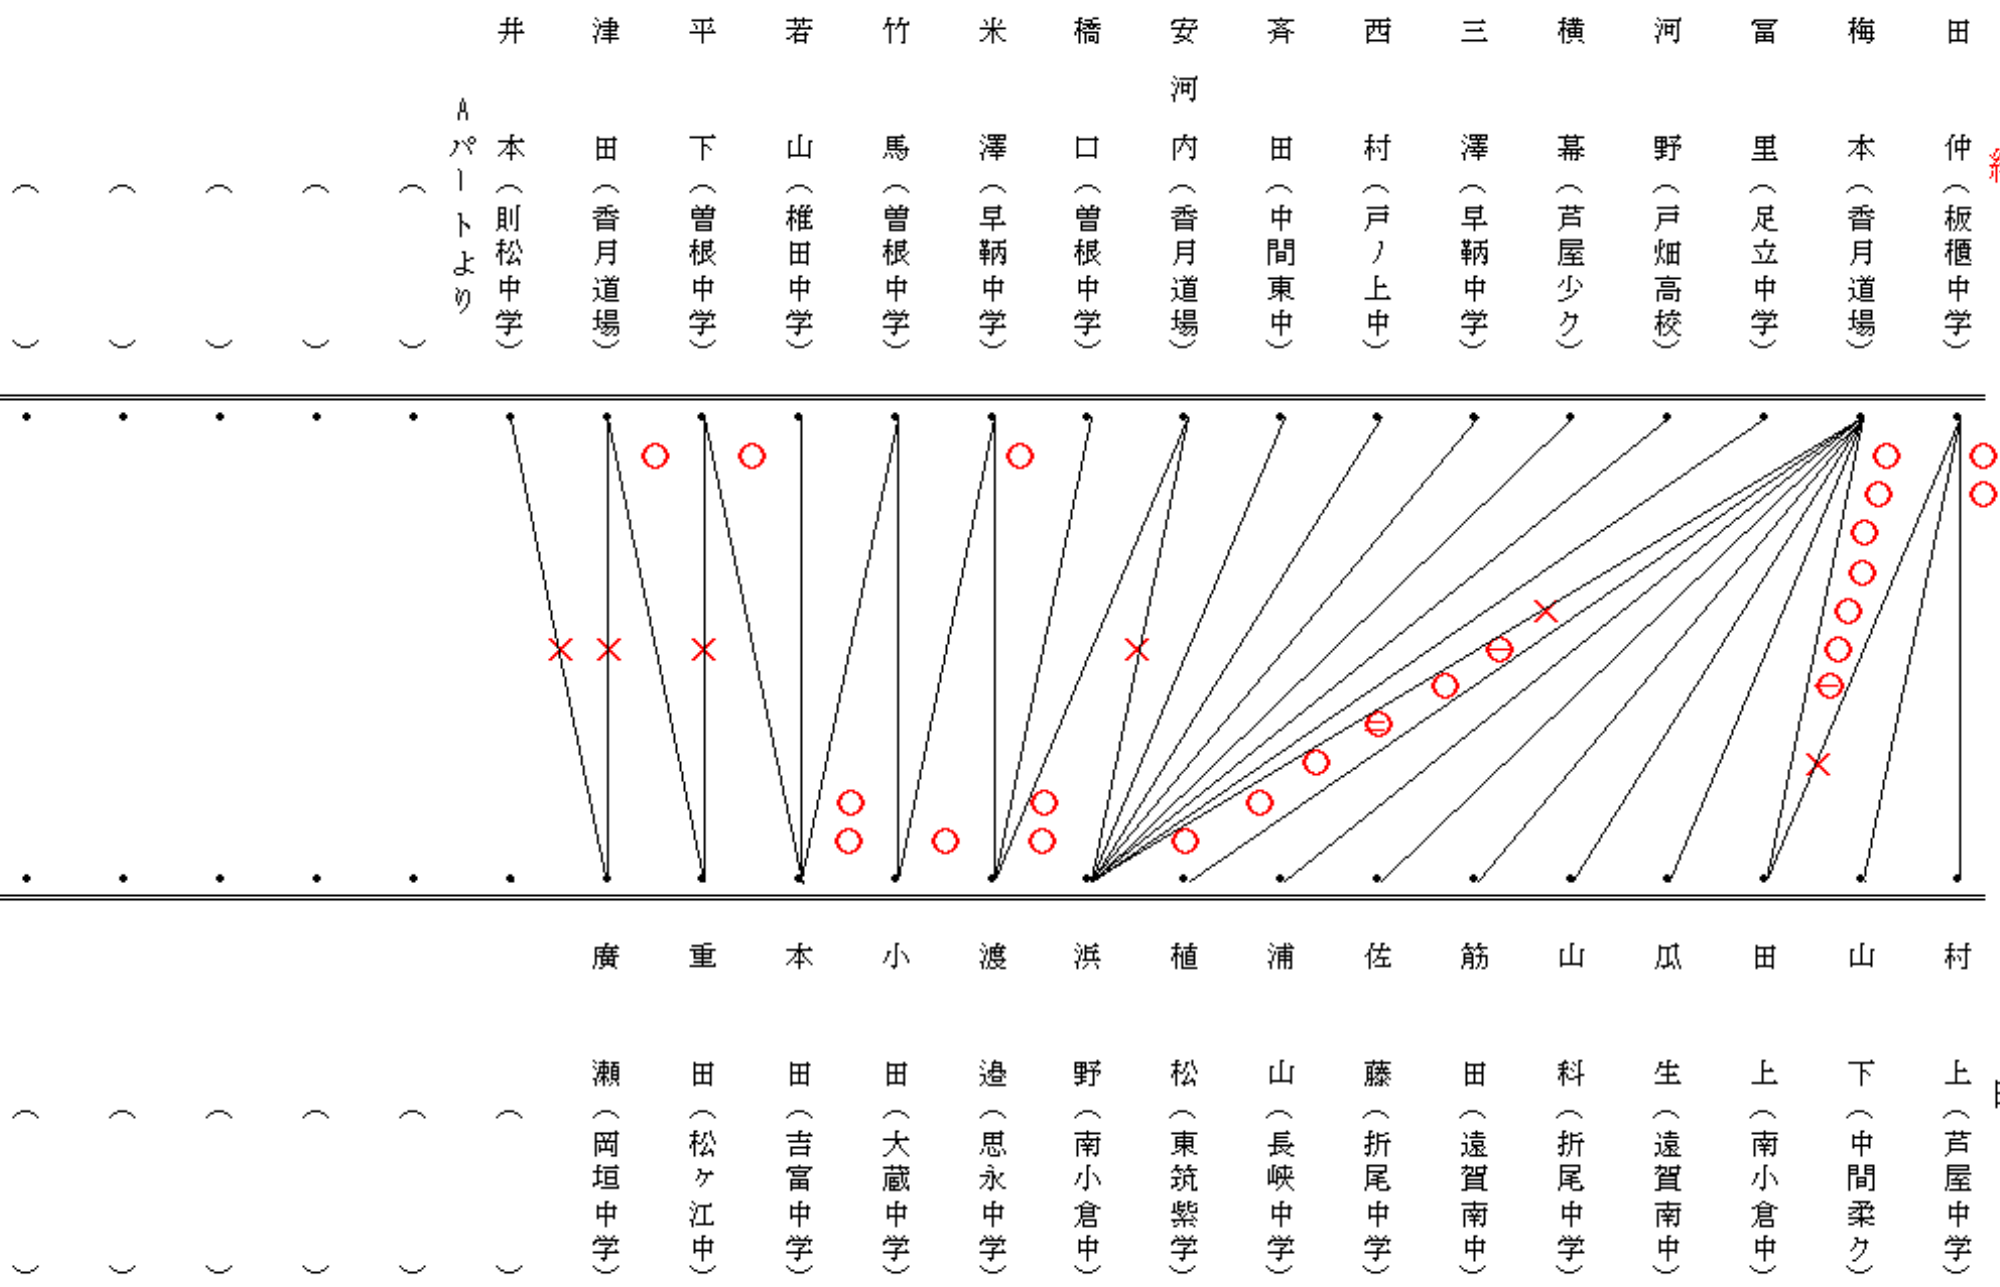 田仲（板櫃中学）
梅本（香月道場）
冨里（足立中学）
河野（戸畑高校）
横幕（芦屋少ク）
三澤（早鞆中学）
西村（戸ノ上中）
斉田（中間東中）
安河内（香月道場）
橋口（曽根中学）
米澤（早鞆中学）
竹馬（曽根中学）
若山（椎田中学）
平下（曽根中学）
津田（香月道場）
井本（則松中学）
Aパートより
（　）
（　）
（　）
（　）
（　）
村上（芦屋中学）
山下（中間柔ク）
田上（南小倉中）
瓜生（遠賀南中）
山科（折尾中学）
筋田（遠賀南中）
佐藤（折尾中学）
浦山（長峡中学）
植松（東筑紫学）
浜野（南小倉中）
渡邉（思永中学）
小田（大蔵中学）
本田（吉富中学）
重田（松ヶ江中）
廣瀬（岡垣中学）
（　）
（　）
（　）
（　）
（　）
（　）